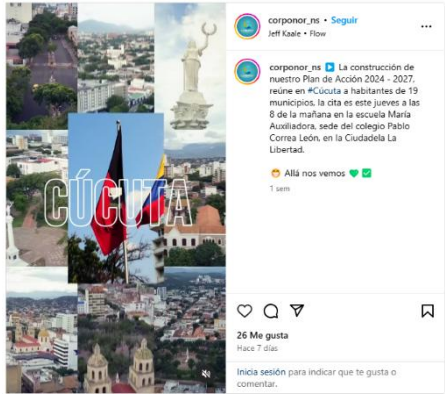 CÚCUTA
corponor_ns • Seguir
Jeff Kaale • Flow
corponor_ns ▶️ La construcción de
nuestro Plan de Acción 2024 - 2027,
reúne en #Cúcuta a habitantes de 19
municipios, la cita es este jueves a las
8 de la mañana en la escuela María
Auxiliadora, sede del colegio Pablo
Correa León, en la Ciudadela La
Libertad.
😁 Allá nos vemos 💚 ✅
1 sem
26 Me gusta
Hace 7 días
Inicia sesión para indicar que te gusta o
comentar.